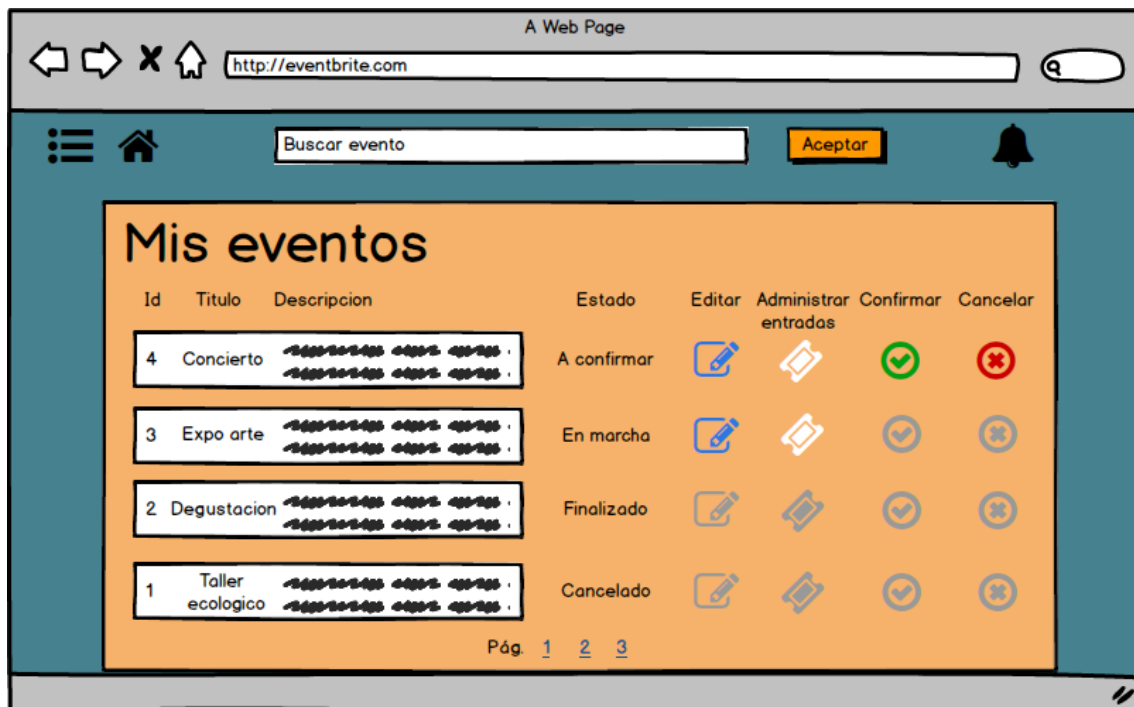 A Web Page
http://eventbrite.com
Buscar evento
Aceptar
Mis eventos
Id Titulo Descripcion Estado Editar Administrar entradas Confirmar Cancelar
4 Concierto A confirmar
3 Expo arte En marcha
2 Degustacion Finalizado
1 Taller ecologico Cancelado
Pág. 1 2 3